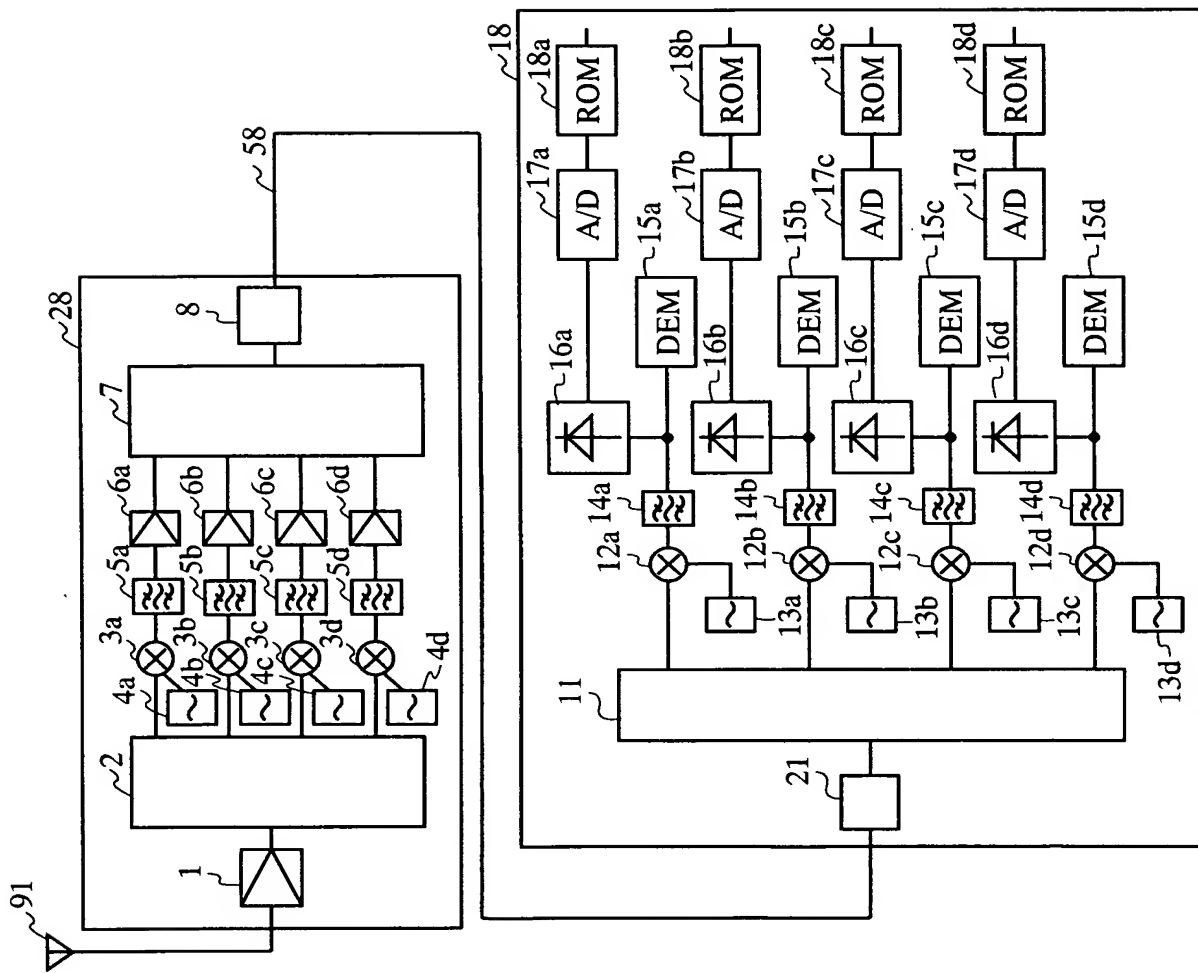 91
28
1
2
3a
3b
3c
3d
4a
4b
4c
4d
5a
5b
5c
5d
6a
6b
6c
6d
7
8
58
18
21
11
12a
12b
12c
12d
13a
13b
13c
13d
14a
14b
14c
14d
16a
16b
16c
16d
DEM
15a
DEM
15b
DEM
15c
DEM
15d
A/D
17a
A/D
17b
A/D
17c
A/D
17d
ROM
18a
ROM
18b
ROM
18c
ROM
18d